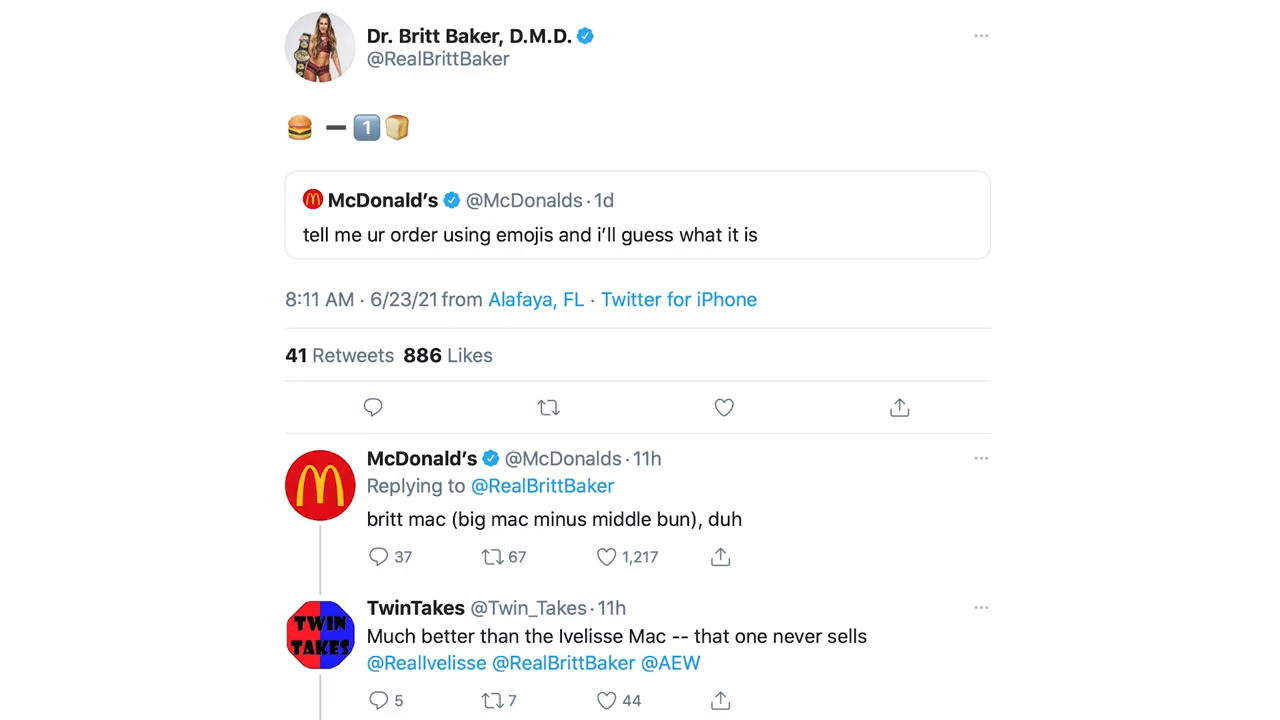 Dr. Britt Baker, D.M.D.
@RealBrittBaker
🍔 ➖1️⃣🍞
McDonald's @McDonalds · 1d
tell me ur order using emojis and i'll guess what it is
8:11 AM · 6/23/21 from Alafaya, FL · Twitter for iPhone
41 Retweets 886 Likes
McDonald's @McDonalds · 11h
Replying to @RealBrittBaker
britt mac (big mac minus middle bun), duh
37 67 1,217
TWIN
TAKES
TwinTakes @Twin_Takes · 11h
Much better than the Ivelisse Mac -- that one never sells
@RealIvelisse @RealBrittBaker @AEW
5 7 44